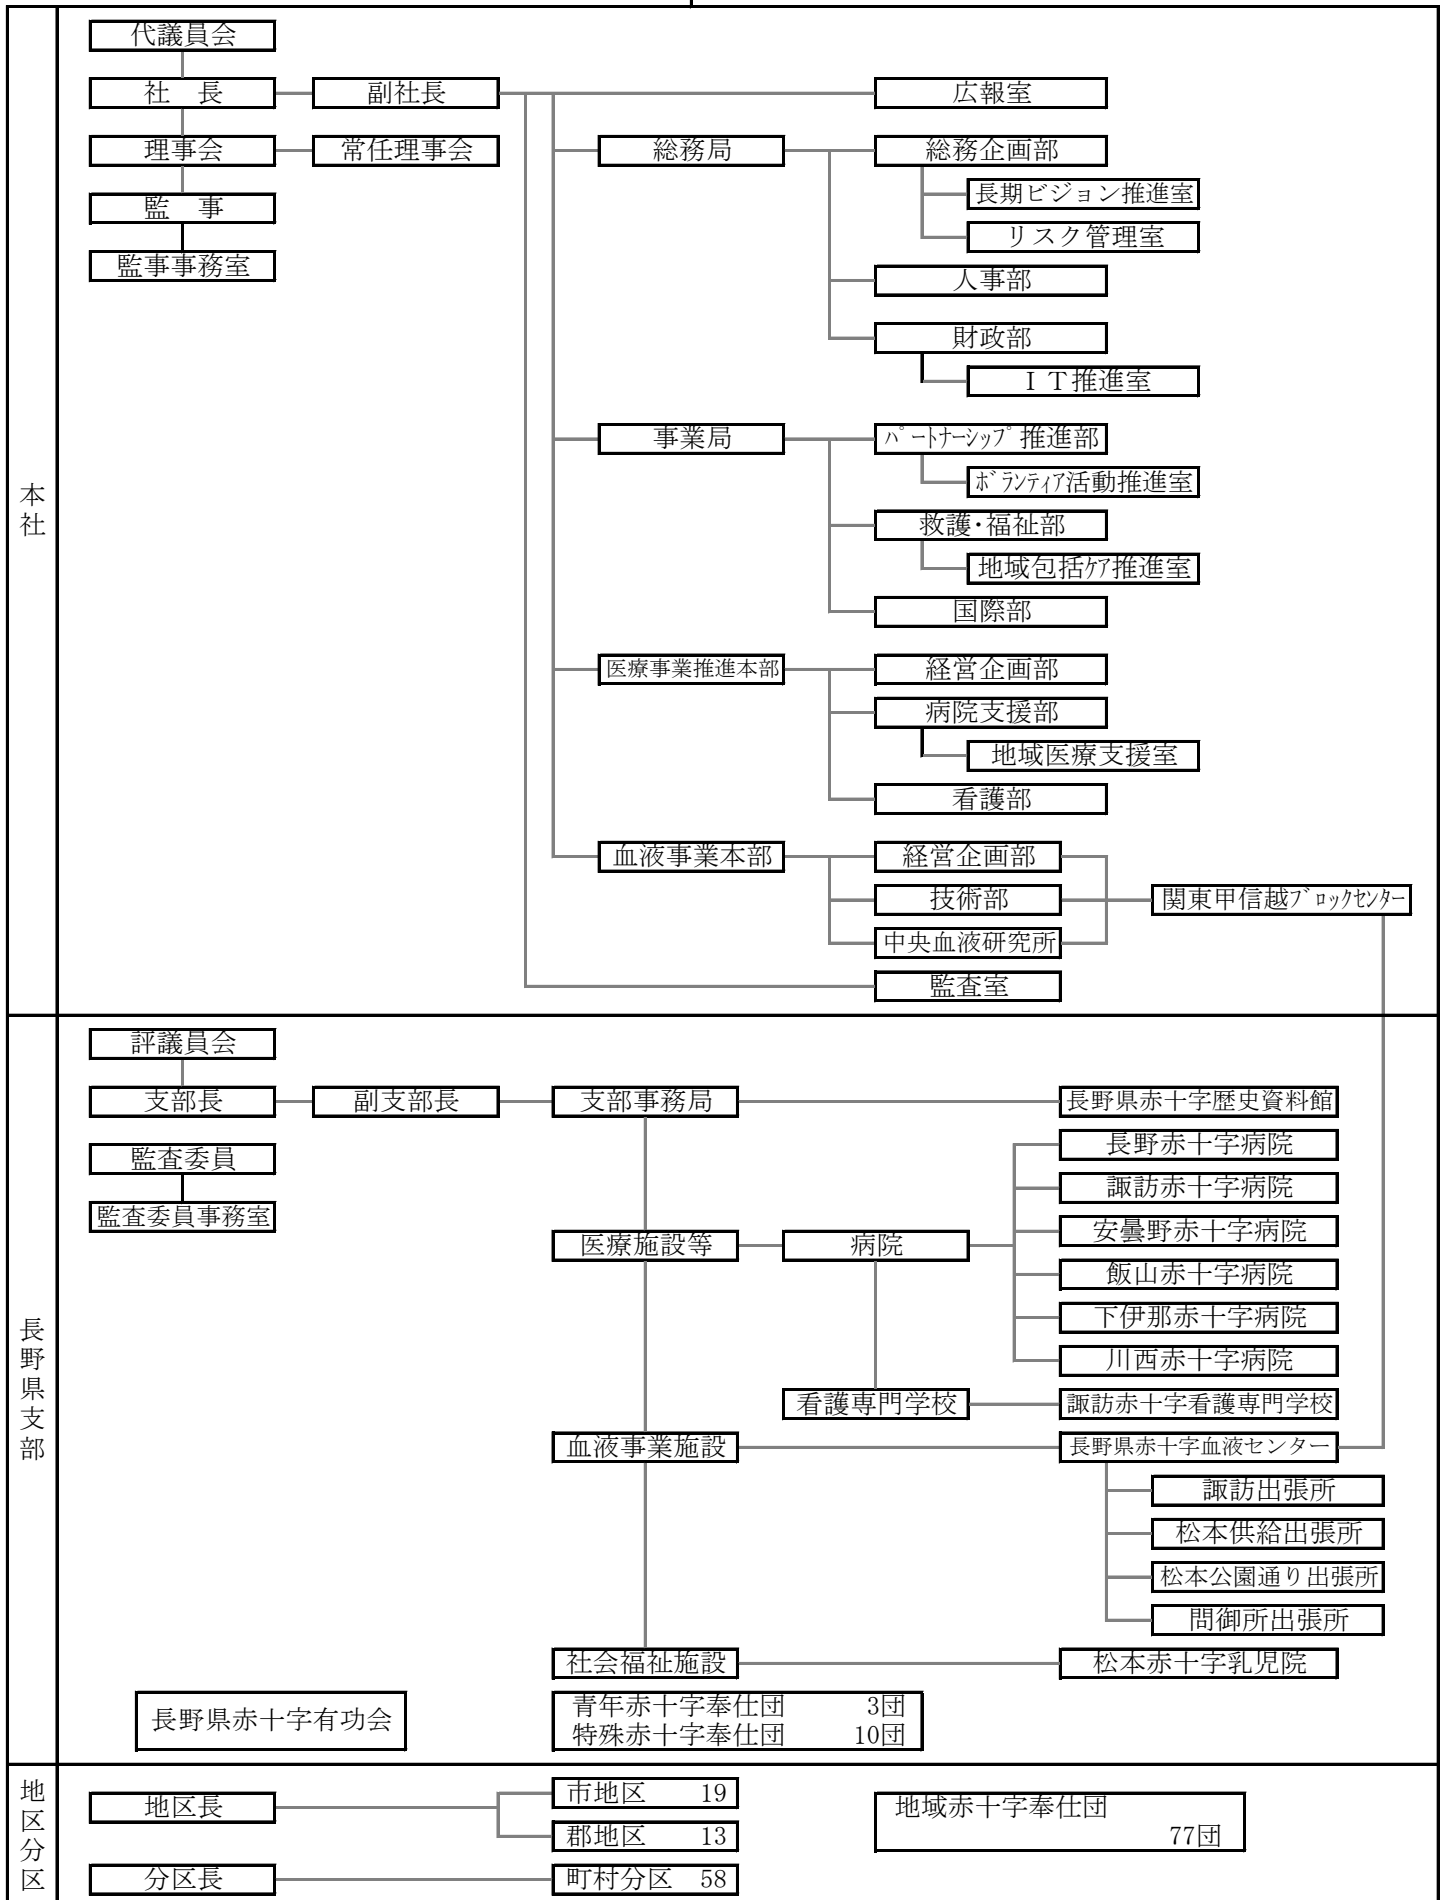 本社
代議員会
社　長
副社長
広報室
理事会
常任理事会
総務局
総務企画部
長期ビジョン推進室
監　事
リスク管理室
監事事務室
人事部
財政部
ＩＴ推進室
事業局
ﾊﾟｰﾄﾅｰｼｯﾌﾟ推進部
ﾎﾞﾗﾝﾃｨｱ活動推進室
救護・福祉部
地域包括ｹｱ推進室
国際部
医療事業推進本部
経営企画部
病院支援部
地域医療支援室
看護部
血液事業本部
経営企画部
技術部
関東甲信越ﾌﾞﾛｯｸｾﾝﾀｰ
中央血液研究所
監査室
長野県支部
評議員会
支部長
副支部長
支部事務局
長野県赤十字歴史資料館
監査委員
長野赤十字病院
監査委員事務室
諏訪赤十字病院
医療施設等
病院
安曇野赤十字病院
飯山赤十字病院
下伊那赤十字病院
川西赤十字病院
看護専門学校
諏訪赤十字看護専門学校
血液事業施設
長野県赤十字血液センター
諏訪出張所
松本供給出張所
松本公園通り出張所
問御所出張所
社会福祉施設
松本赤十字乳児院
長野県赤十字有功会
青年赤十字奉仕団　3団
特殊赤十字奉仕団　10団
地区分区
地区長
市地区　19
郡地区　13
地域赤十字奉仕団
77団
分区長
町村分区　58